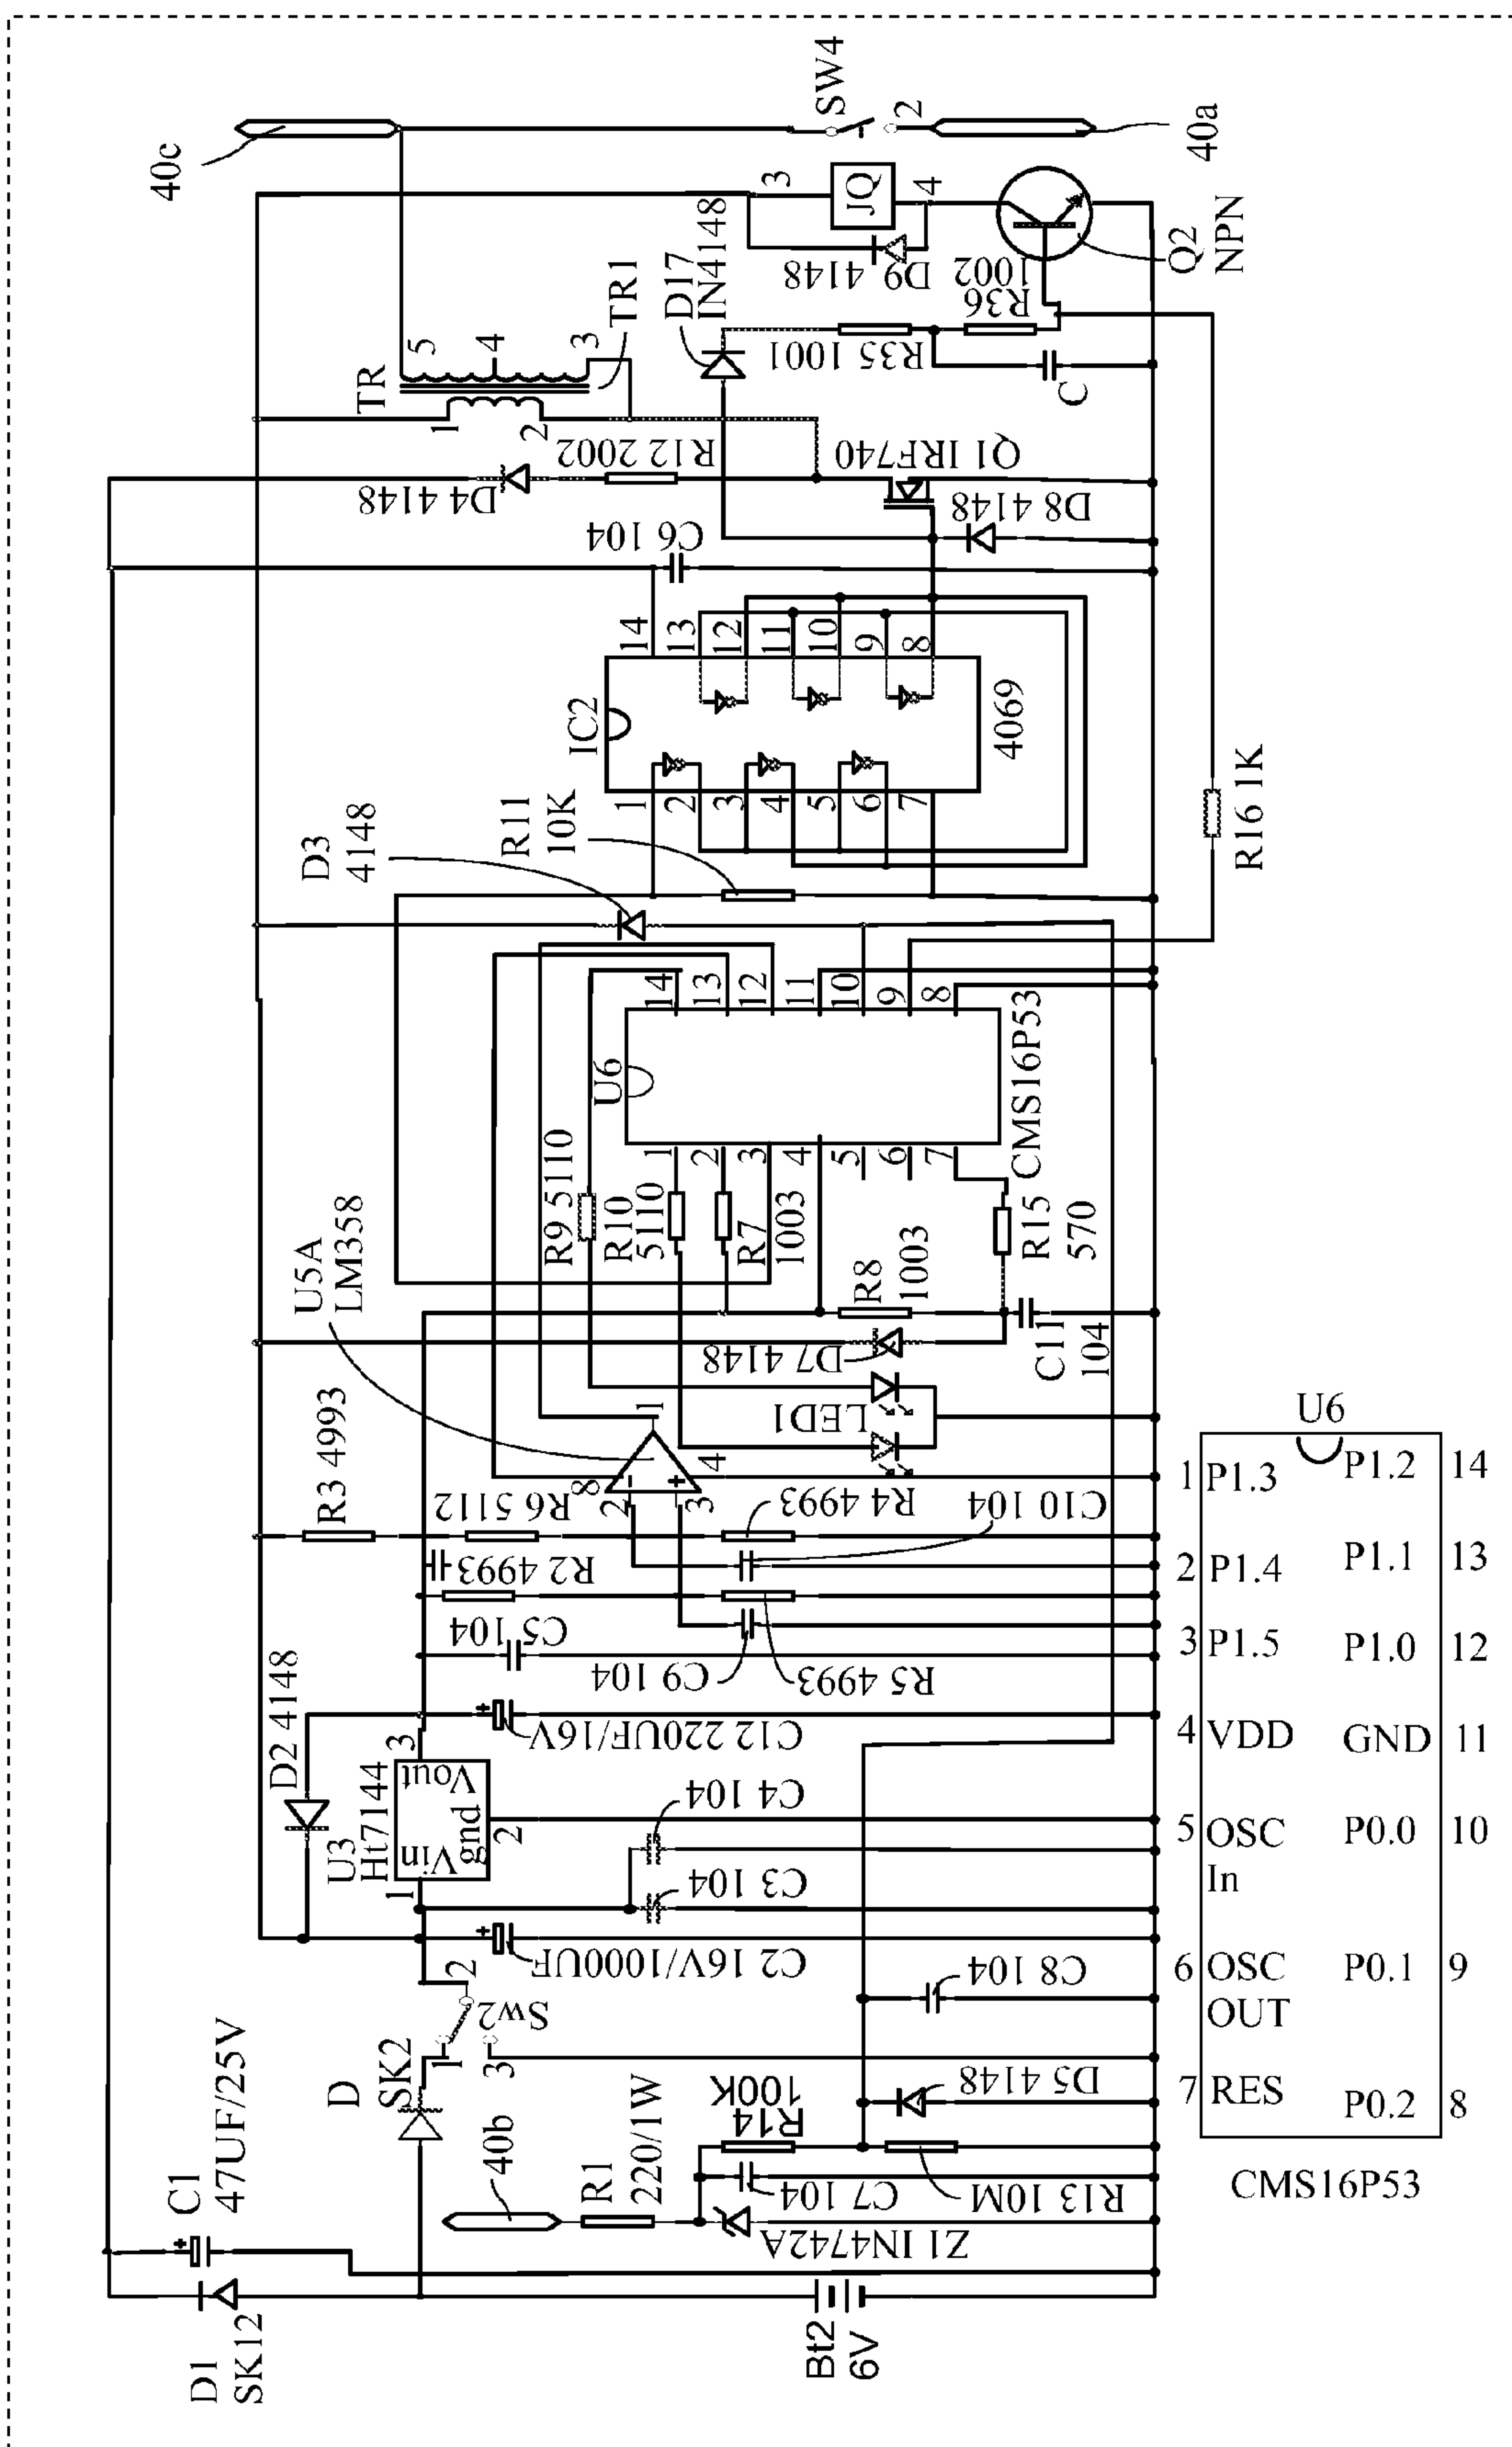 SW4
2
40c
40a
3
JQ
4
D9 4148
Q2
NPN
D17
IN4148
R36
1002
TR1
TR
5
4
3
1
2
R35 1001
C
R12 2002
Q1 IRF740
D4 4148
D8 4148
C6 104
14
13
12
11
10
9
8
IC2
4069
1
2
3
4
5
6
7
D3
4148
R11
10K
R16 1K
14
13
12
11
10
9
8
U6
CMS16P53
1
2
3
4
5
6
7
R9 5110
R10
5110
R7
1003
R8
1003
R15
570
U5A
LM358
D7 4148
C11
104
LED1
1
8
4
2
3
-
+
R3 4993
R6 5112
R4 4993
C10 104
R2 4993
C5 104
C9 104
R5 4993
D2 4148
C12 220UF/16V
+
3
U3
Ht7144
Vout
Vin
gnd
2
1
C4 104
C3 104
C2 16V/1000UF
+
2
Sw2
1
3
C8 104
D
SK2
D5 4148
R14
100K
40b
R1
220/1W
C7 104
R13 10M
Z1 IN4742A
C1
47UF/25V
+
D1
SK12
Bt2
6V
U6
1 P1.3 P1.2 14
2 P1.4 P1.1 13
3 P1.5 P1.0 12
4 VDD GND 11
5 OSC P0.0 10
In
6 OSC P0.1 9
OUT
7 RES P0.2 8
CMS16P53